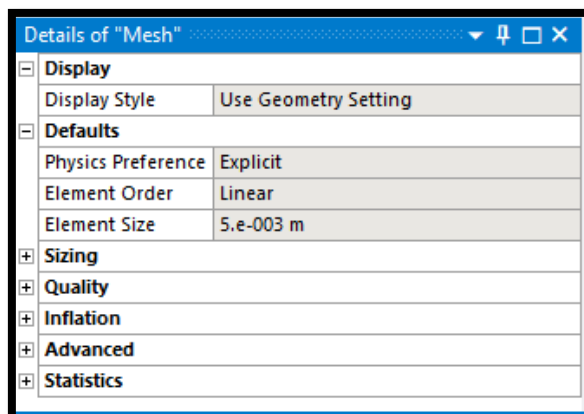 Details of "Mesh"
Display
Display Style Use Geometry Setting
Defaults
Physics Preference Explicit
Element Order Linear
Element Size 5.e-003 m
Sizing
Quality
Inflation
Advanced
Statistics